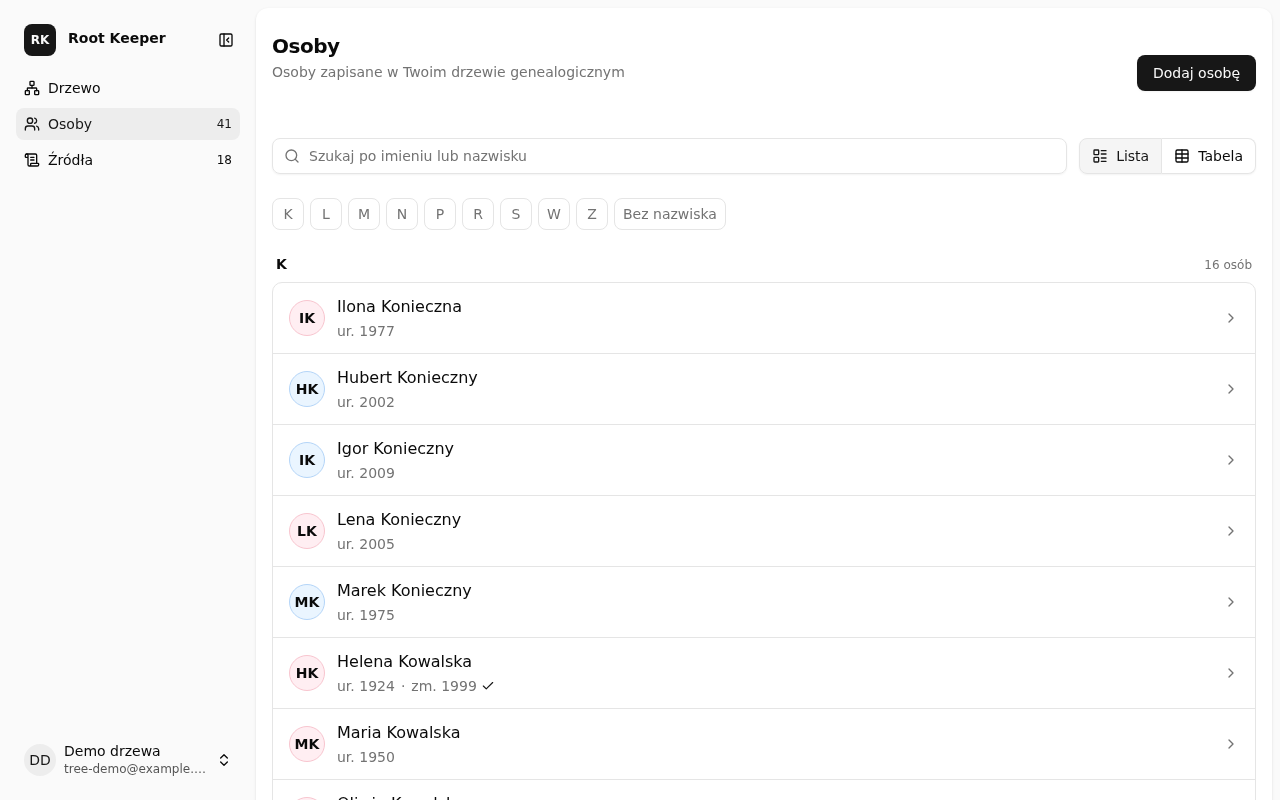 RK Root Keeper
Drzewo
Osoby 41
Źródła 18
DD Demo drzewa
tree-demo@example....
Osoby
Osoby zapisane w Twoim drzewie genealogicznym
Dodaj osobę
Szukaj po imieniu lub nazwisku
Lista Tabela
K L M N P R S W Z Bez nazwiska
K 16 osób
IK Ilona Konieczna
ur. 1977
HK Hubert Konieczny
ur. 2002
IK Igor Konieczny
ur. 2009
LK Lena Konieczny
ur. 2005
MK Marek Konieczny
ur. 1975
HK Helena Kowalska
ur. 1924 · zm. 1999
MK Maria Kowalska
ur. 1950